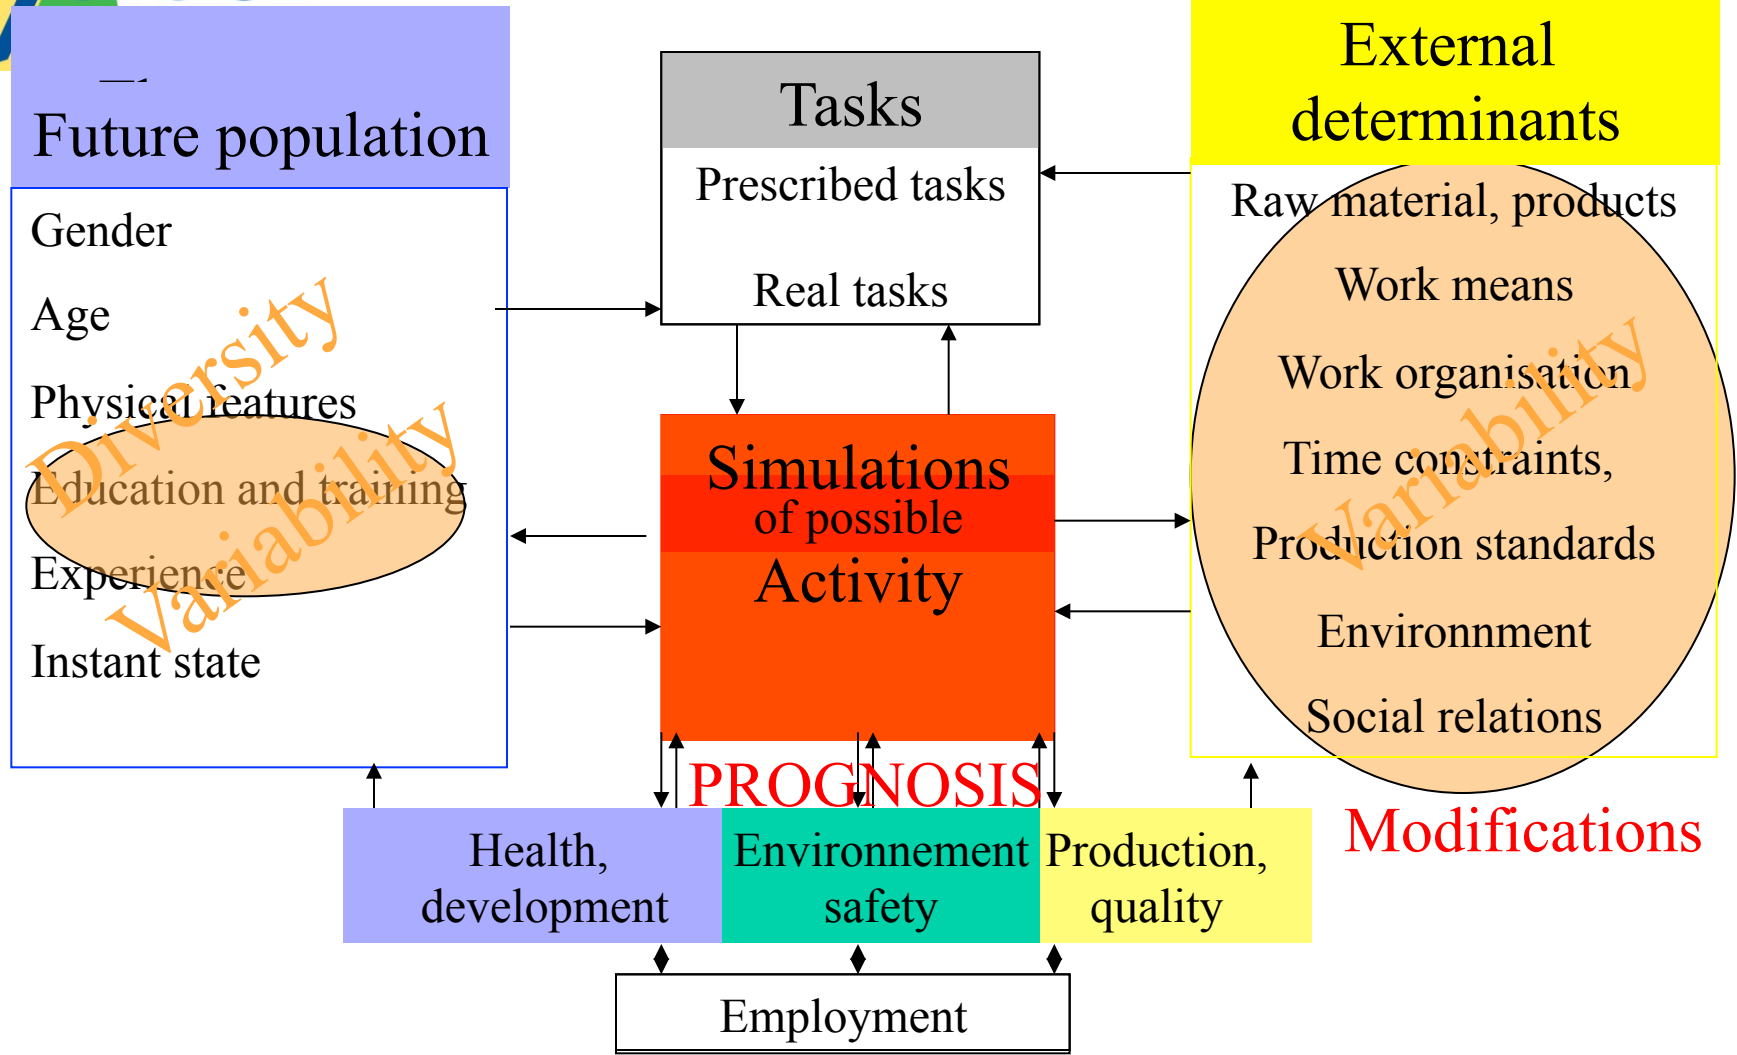 Future population
Gender
Age
Physical features
Education and training
Experience
Instant state
Diversity
Variability
Tasks
Prescribed tasks
Real tasks
Simulations
of possible
Activity
External
determinants
Raw material, products
Work means
Work organisation
Time constraints,
Production standards
Environnment
Social relations
Variability
PROGNOSIS
Modifications
Health,
development
Environnement
safety
Production,
quality
Employment